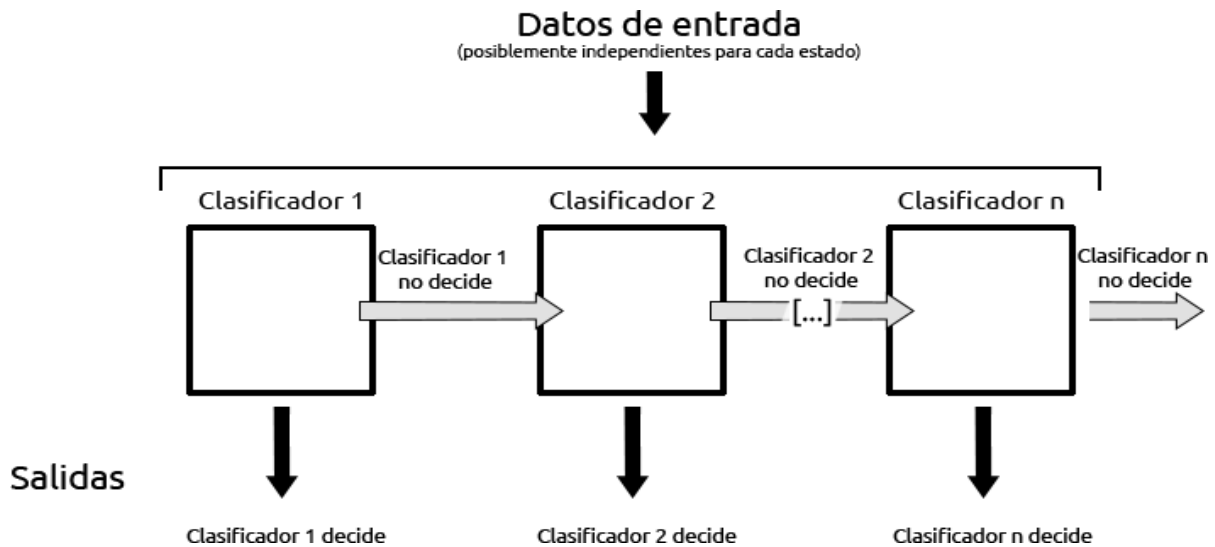 Datos de entrada
(posiblemente independientes para cada estado)
Clasificador 1
Clasificador 2
Clasificador n
Clasificador 1
no decide
Clasificador 2
no decide
[...]
Clasificador n
no decide
Salidas
Clasificador 1 decide
Clasificador 2 decide
Clasificador n decide